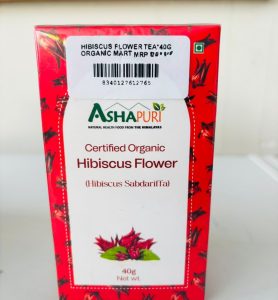 HIBISCUS FLOWER TEA*40G
ORGANIC MART MRP
8340127612765
ASHAPURI
NATURAL HEALTH FOOD FROM THE HIMALAYAS
Certified Organic
Hibiscus Flower
(Hibiscus Sabdariffa)
40g
Net wt.